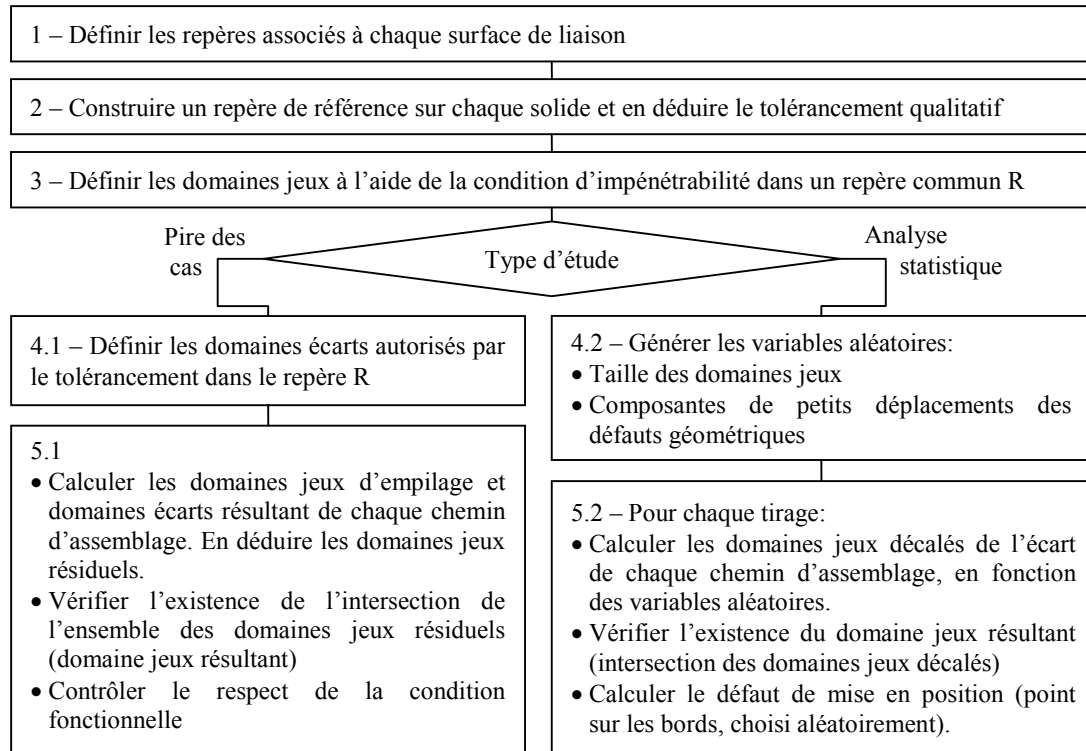 1 – Définir les repères associés à chaque surface de liaison
2 – Construire un repère de référence sur chaque solide et en déduire le tolérancement qualitatif
3 – Définir les domaines jeux à l’aide de la condition d’impénétrabilité dans un repère commun R
Pire des
cas
Type d’étude
Analyse
statistique
4.1 – Définir les domaines écarts autorisés par
le tolérancement dans le repère R
5.1
• Calculer les domaines jeux d’empilage et
domaines écarts résultant de chaque chemin
d’assemblage. En déduire les domaines jeux
résiduels.
• Vérifier l’existence de l’intersection de
l’ensemble des domaines jeux résiduels
(domaine jeux résultant)
• Contrôler le respect de la condition
fonctionnelle
4.2 – Générer les variables aléatoires:
• Taille des domaines jeux
• Composantes de petits déplacements des
défauts géométriques
5.2 – Pour chaque tirage:
• Calculer les domaines jeux décalés de l’écart
de chaque chemin d’assemblage, en fonction
des variables aléatoires.
• Vérifier l’existence du domaine jeux résultant
(intersection des domaines jeux décalés)
• Calculer le défaut de mise en position (point
sur les bords, choisi aléatoirement).